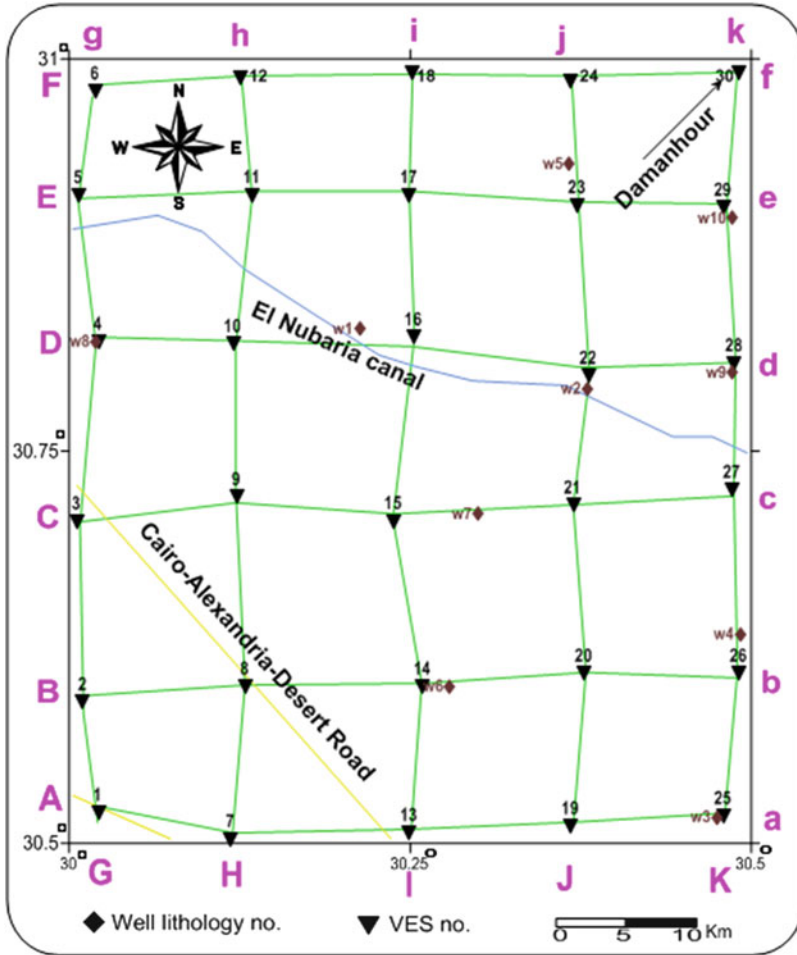 g h i j k
31
F 6 12 18 24 30 f
N
W E
S
Damanhour
w5
E 5 11 17 23 29 e
w10
El Nubaria canal
w1
D w8 4 10 16 22 28 d
w2 w9
30.75
C 3 9 15 w7 21 27 c
Cairo-Alexandria-Desert Road
w4
B 2 8 14 w6 20 26 b
A 1 7 13 19 w3 25 a
30.5
30 30.25 30.5
G H I J K
Well lithology no. VES no. 0 5 10 Km